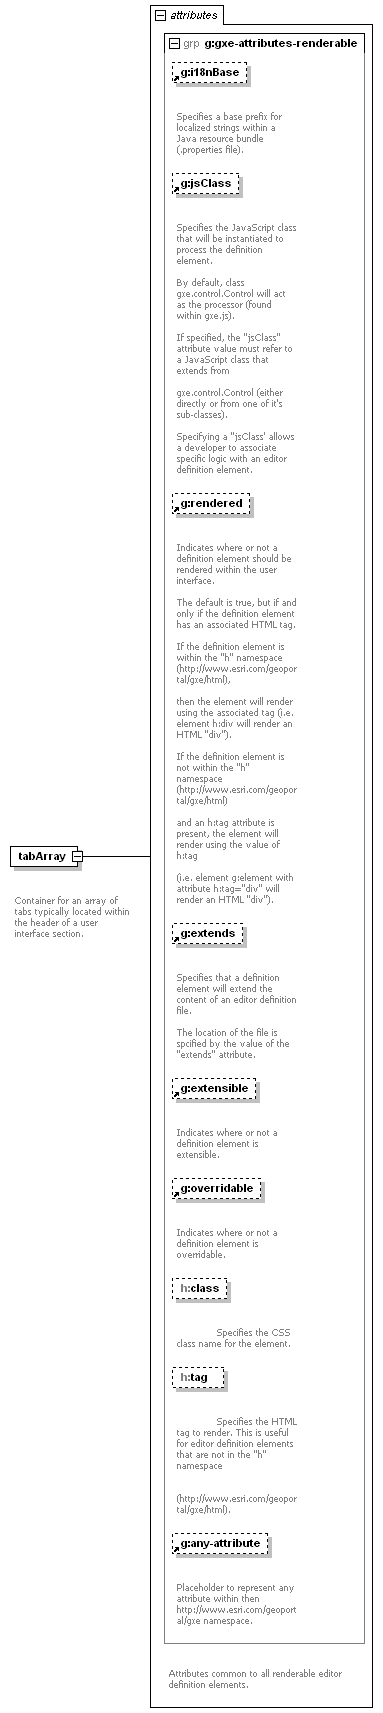 attributes
grp g:gxe-attributes-renderable
g:i18nBase
Specifies a base prefix for
localized strings within a
Java resource bundle
(.properties file).
g:jsClass
Specifies the JavaScript class
that will be instantiated to
process the definition
element.
By default, class
gxe.control.Control will act
as the processor (found
within gxe.js).
If specified, the "jsClass"
attribute value must refer to
a JavaScript class that
extends from
gxe.control.Control (either
directly or from one of it's
sub-classes).
Specifying a "jsClass' allows
a developer to associate
specific logic with an editor
definition element.
g:rendered
Indicates where or not a
definition element should be
rendered within the user
interface.
The default is true, but if and
only if the definition element
has an associated HTML tag.
If the definition element is
within the "h" namespace
(http://www.esri.com/geopor
tal/gxe/html),
then the element will render
using the associated tag (i.e.
element h:div will render an
HTML "div").
If the definition element is
not within the "h"
namespace
(http://www.esri.com/geopor
tal/gxe/html)
and an h:tag attribute is
present, the element will
render using the value of
h:tag
(i.e. element g:element with
attribute h:tag="div" will
render an HTML "div").
tabArray
Container for an array of
tabs typically located within
the header of a user
interface section.
g:extends
Specifies that a definition
element will extend the
content of an editor definition
file.
The location of the file is
spcified by the value of the
"extends" attribute.
g:extensible
Indicates where or not a
definition element is
extensible.
g:overridable
Indicates where or not a
definition element is
overridable.
h:class
Specifies the CSS
class name for the element.
h:tag
Specifies the HTML
tag to render. This is useful
for editor definition elements
that are not in the "h"
namespace
(http://www.esri.com/geopor
tal/gxe/html).
g:any-attribute
Placeholder to represent any
attribute within then
http://www.esri.com/geoport
al/gxe namespace.
Attributes common to all renderable editor
definition elements.